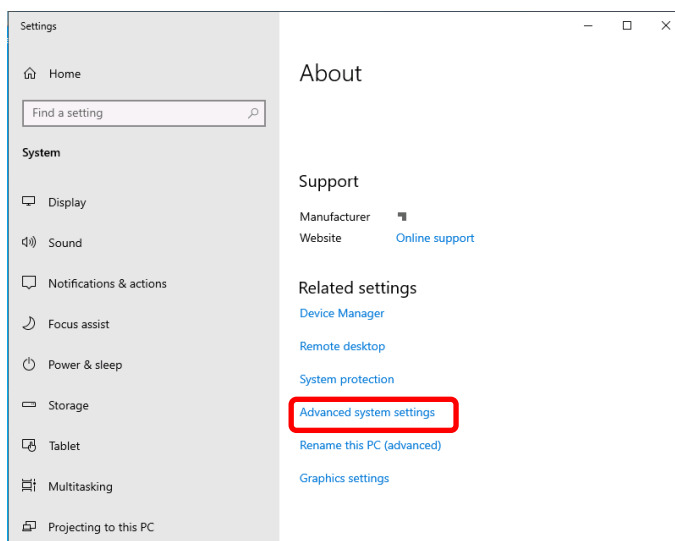 Settings
Home
Find a setting
System
Display
Sound
Notifications & actions
Focus assist
Power & sleep
Storage
Tablet
Multitasking
Projecting to this PC
About
Support
Manufacturer
Website Online support
Related settings
Device Manager
Remote desktop
System protection
Advanced system settings
Rename this PC (advanced)
Graphics settings